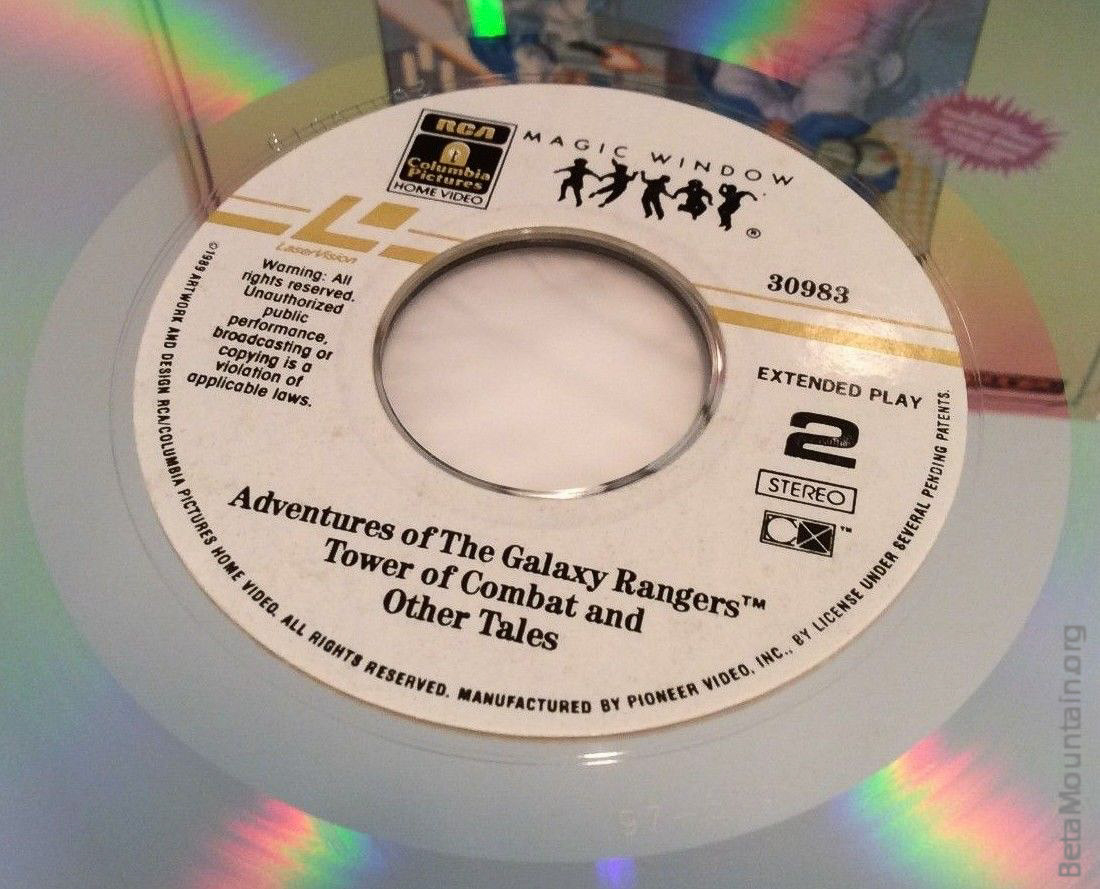 RCA
Columbia
Pictures
HOME VIDEO
MAGIC WINDOW
®
LaserVision
30983
Warning: All
rights reserved.
Unauthorized
public
performance,
broadcasting or
copying is a
violation of
applicable laws.
EXTENDED PLAY
2
STEREO
CX™
Adventures of The Galaxy Rangers™
Tower of Combat and
Other Tales
©1989 ARTWORK AND DESIGN RCA/COLUMBIA PICTURES HOME VIDEO. ALL RIGHTS RESERVED. MANUFACTURED BY PIONEER VIDEO, INC., BY LICENSE UNDER SEVERAL PENDING PATENTS.
BetaMountain.org